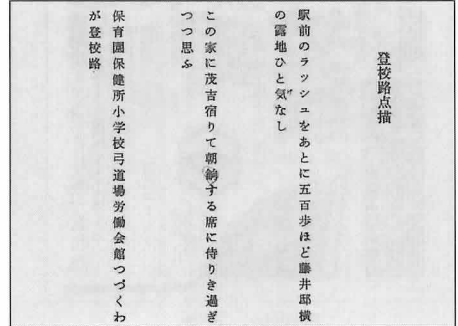 登校路点描
駅前のラッシュをあとに五百歩ほど藤井邸横
の露地ひと気なし
この家に茂吉宿りて朝餉する席に侍りき過ぎ
つつ思ふ
保育園保健所小学校弓道場労働会館つづくわ
が登校路